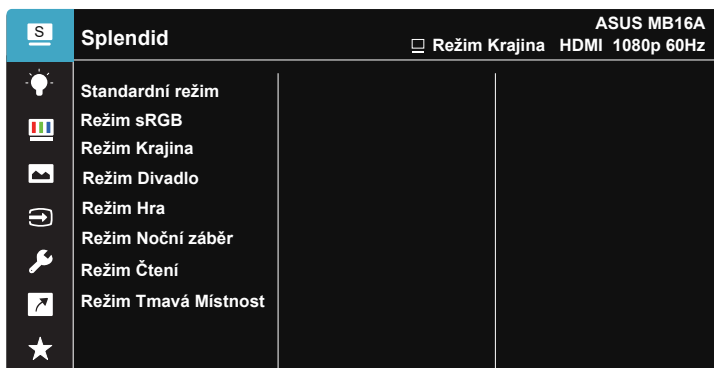 S
ASUS MB16A
Splendid
Režim Krajina HDMI 1080p 60Hz
Standardní režim
Režim sRGB
Režim Krajina
Režim Divadlo
Režim Hra
Režim Noční záběr
Režim Čtení
Režim Tmavá Místnost